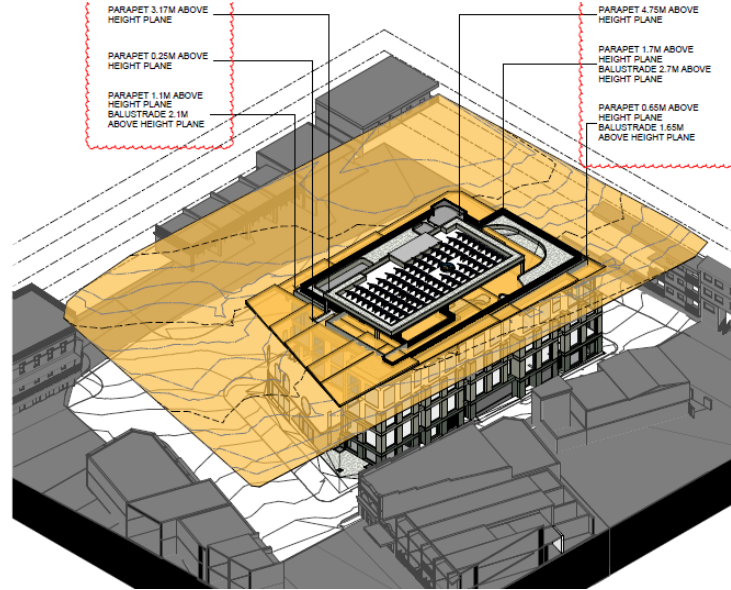 PARAPET 3.17M ABOVE
HEIGHT PLANE
PARAPET 0.25M ABOVE
HEIGHT PLANE
PARAPET 1.1M ABOVE
HEIGHT PLANE
BALUSTRADE 2.1M
ABOVE HEIGHT PLANE
PARAPET 4.75M ABOVE
HEIGHT PLANE
PARAPET 1.7M ABOVE
HEIGHT PLANE
BALUSTRADE 2.7M ABOVE
HEIGHT PLANE
PARAPET 0.65M ABOVE
HEIGHT PLANE
BALUSTRADE 1.65M
ABOVE HEIGHT PLANE